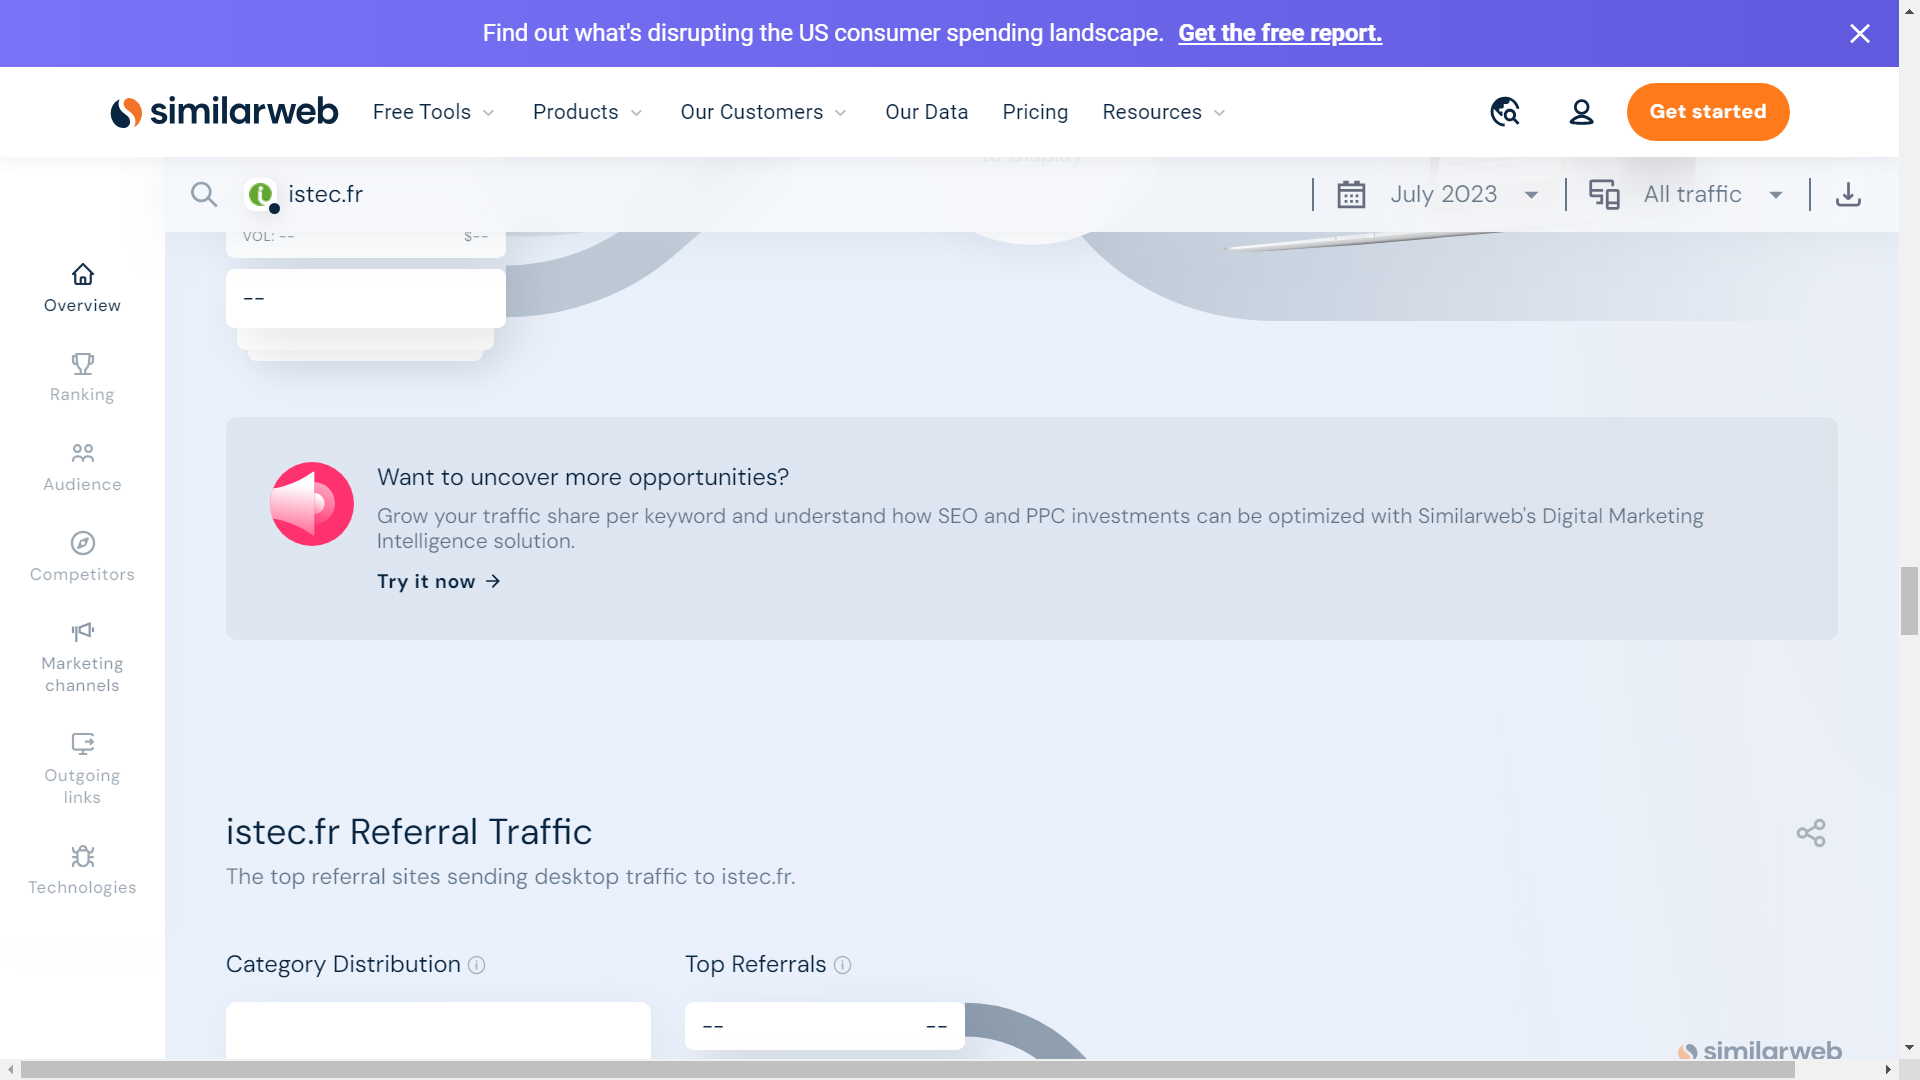 Find out what's disrupting the US consumer spending landscape. Get the free report.
similarweb
Free Tools
Products
Our Customers
Our Data
Pricing
Resources
Get started
to Display
istec.fr
July 2023
All traffic
VOL: --
$--
--
Overview
Ranking
Audience
Competitors
Marketing
channels
Outgoing
links
Technologies
Want to uncover more opportunities?
Grow your traffic share per keyword and understand how SEO and PPC investments can be optimized with Similarweb's Digital Marketing
Intelligence solution.
Try it now →
istec.fr Referral Traffic
The top referral sites sending desktop traffic to istec.fr.
Category Distribution
Top Referrals
--
--
similarweb